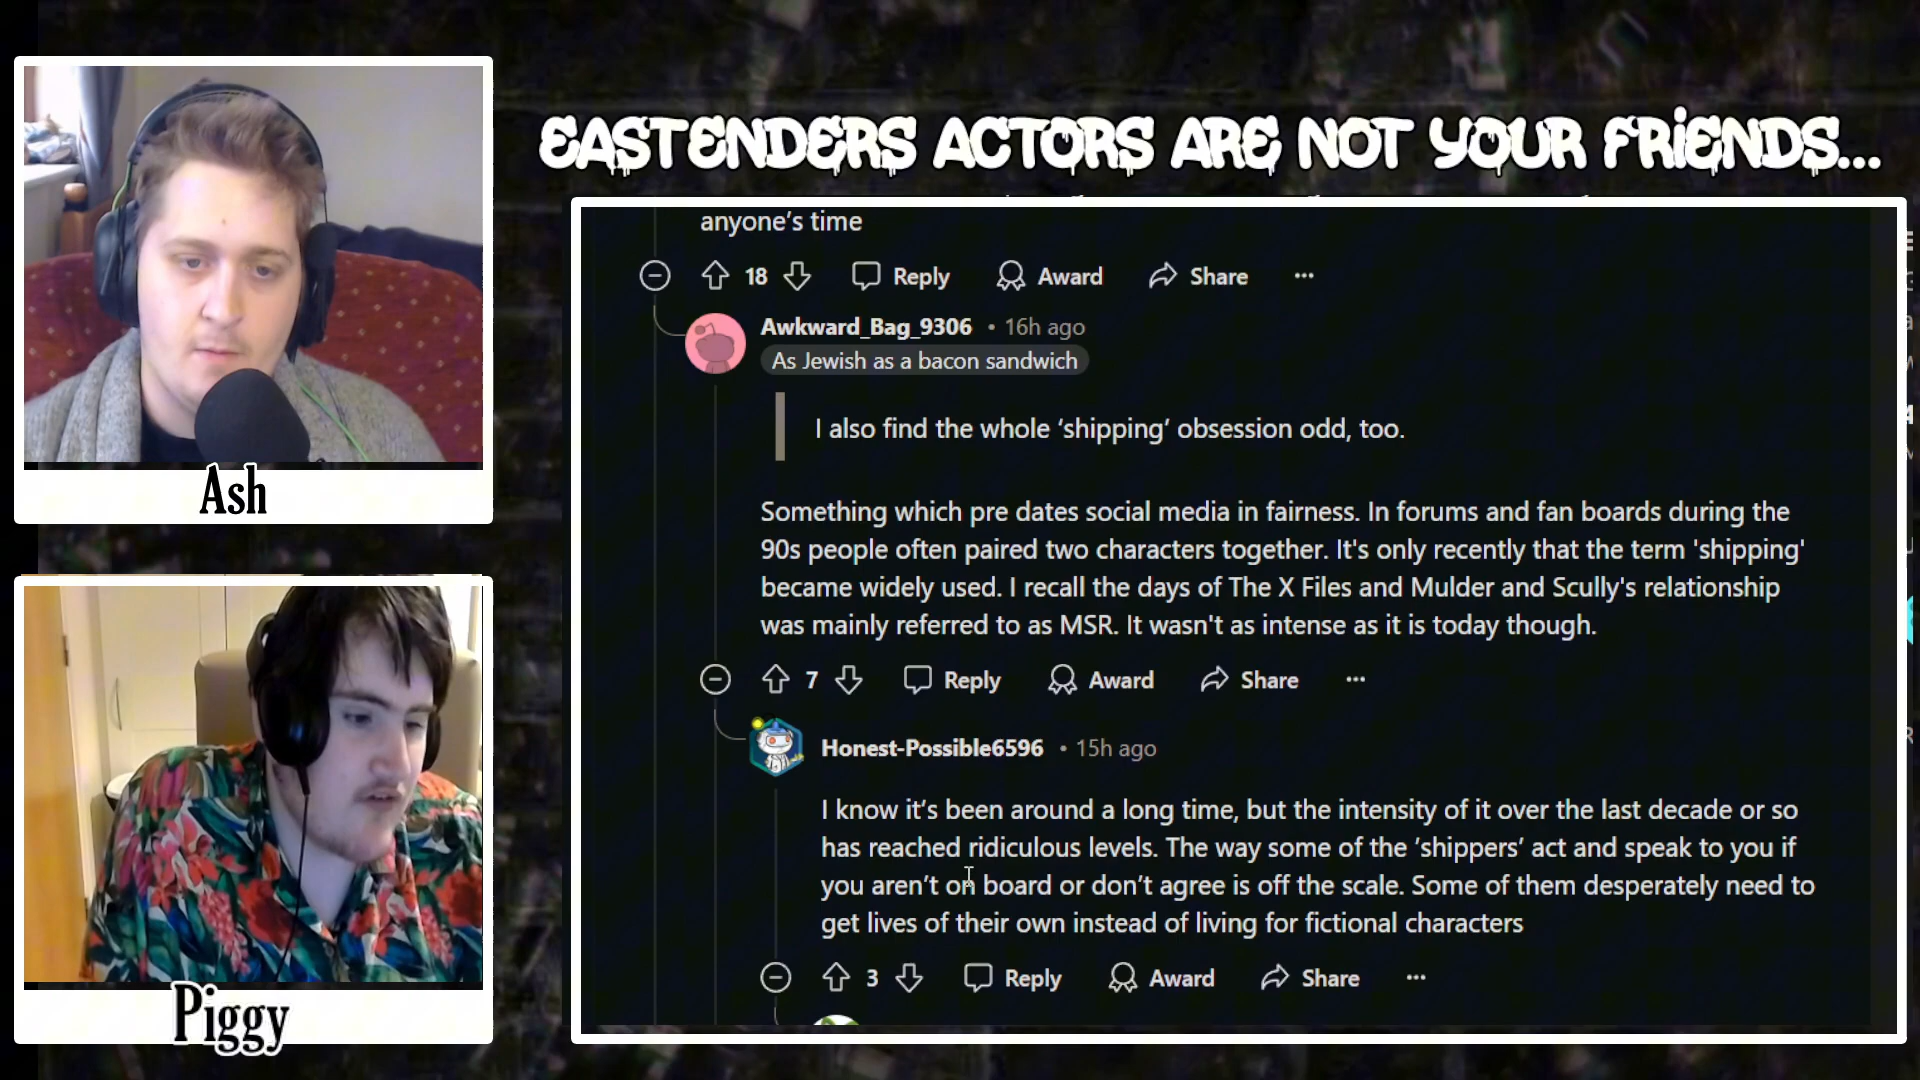 EASTENDERS ACTORS ARE NOT YOUR FRIENDS...
anyone's time
18 Reply Award Share ...
Awkward_Bag_9306 • 16h ago
As Jewish as a bacon sandwich
I also find the whole ‘shipping’ obsession odd, too.
Something which pre dates social media in fairness. In forums and fan boards during the
90s people often paired two characters together. It's only recently that the term 'shipping'
became widely used. I recall the days of The X Files and Mulder and Scully's relationship
was mainly referred to as MSR. It wasn't as intense as it is today though.
7 Reply Award Share ...
Honest-Possible6596 • 15h ago
I know it’s been around a long time, but the intensity of it over the last decade or so
has reached ridiculous levels. The way some of the ‘shippers’ act and speak to you if
you aren’t on board or don’t agree is off the scale. Some of them desperately need to
get lives of their own instead of living for fictional characters
3 Reply Award Share ...
Ash
Piggy